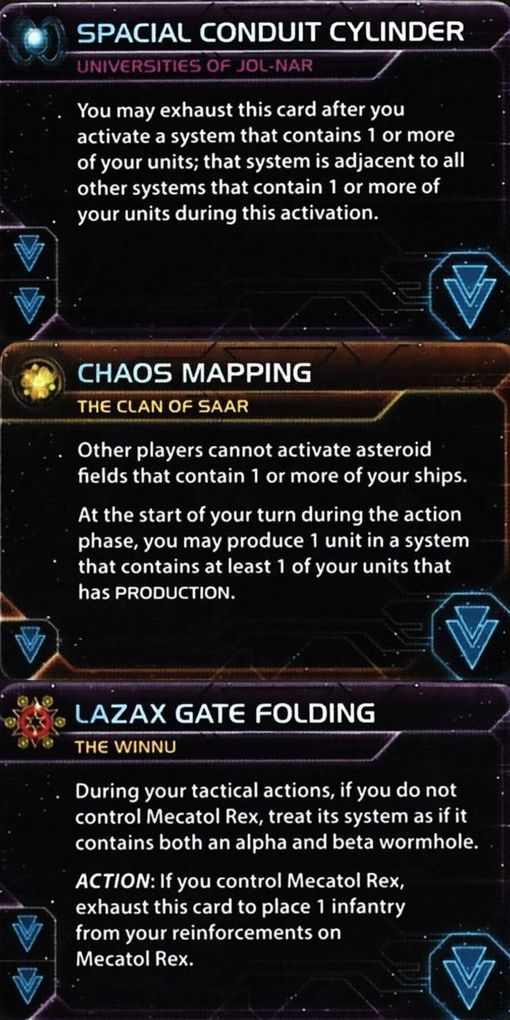 SPACIAL CONDUIT CYLINDER
UNIVERSITIES OF JOL-NAR
You may exhaust this card after you
activate a system that contains 1 or more
of your units; that system is adjacent to all
other systems that contain 1 or more of
your units during this activation.
CHAOS MAPPING
THE CLAN OF SAAR
Other players cannot activate asteroid
fields that contain 1 or more of your ships.
At the start of your turn during the action
phase, you may produce 1 unit in a system
that contains at least 1 of your units that
has PRODUCTION.
LAZAX GATE FOLDING
THE WINNU
During your tactical actions, if you do not
control Mecatol Rex, treat its system as if it
contains both an alpha and beta wormhole.
ACTION: If you control Mecatol Rex,
exhaust this card to place 1 infantry
from your reinforcements on
Mecatol Rex.